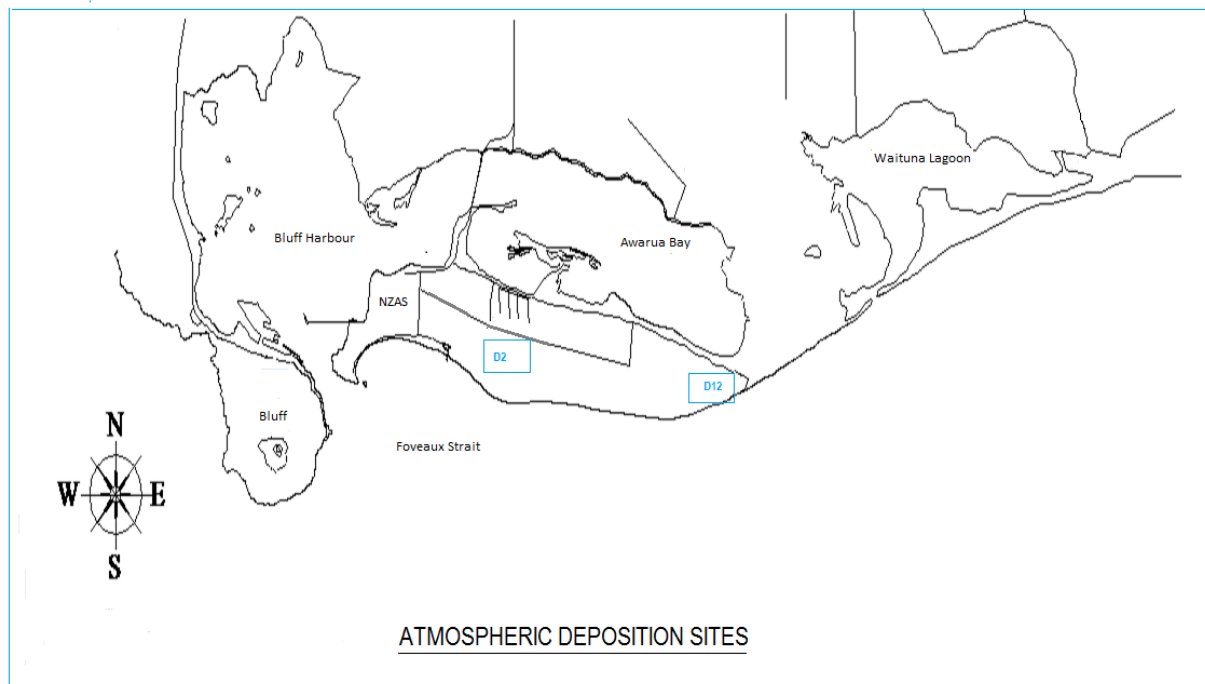 Waituna Lagoon
Bluff Harbour
Awarua Bay
NZAS
D2
D12
Bluff
Foveaux Strait
N
W
E
S
ATMOSPHERIC DEPOSITION SITES